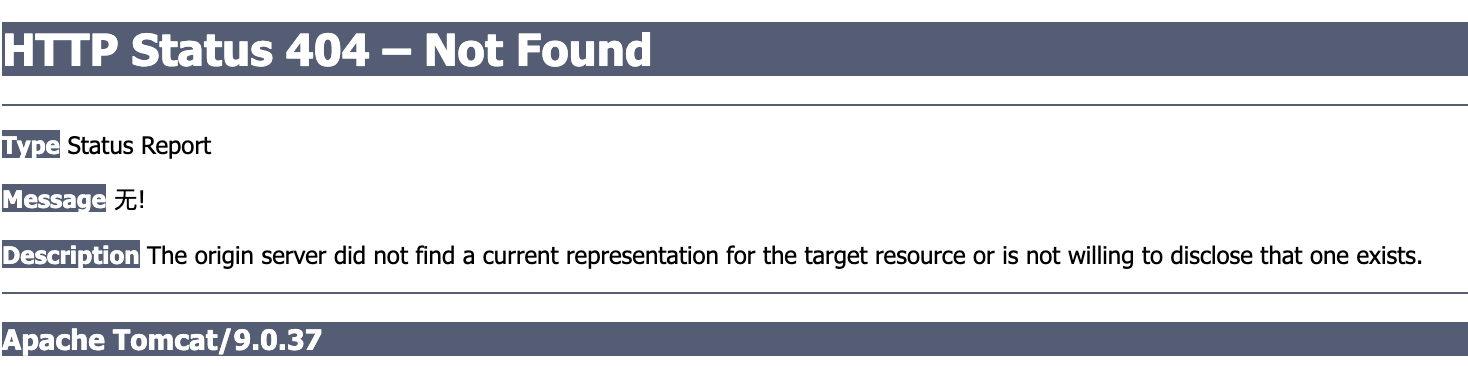 HTTP Status 404 – Not Found
Type Status Report
Message 无!
Description The origin server did not find a current representation for the target resource or is not willing to disclose that one exists.
Apache Tomcat/9.0.37